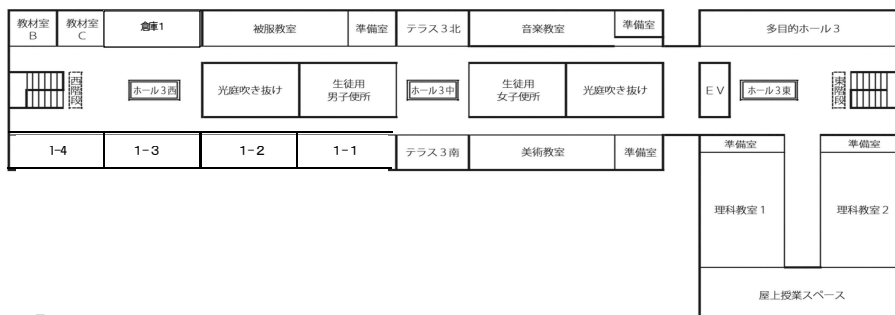 教材室
B
教材室
C
倉庫1
被服教室
準備室
テラス3北
音楽教室
準備室
多目的ホール3
西階段
ホール3西
光庭吹き抜け
生徒用
男子便所
ホール3中
生徒用
女子便所
光庭吹き抜け
EV
ホール3東
東階段
1-4
1-3
1-2
1-1
テラス3南
美術教室
準備室
準備室
準備室
理科教室1
理科教室2
屋上授業スペース